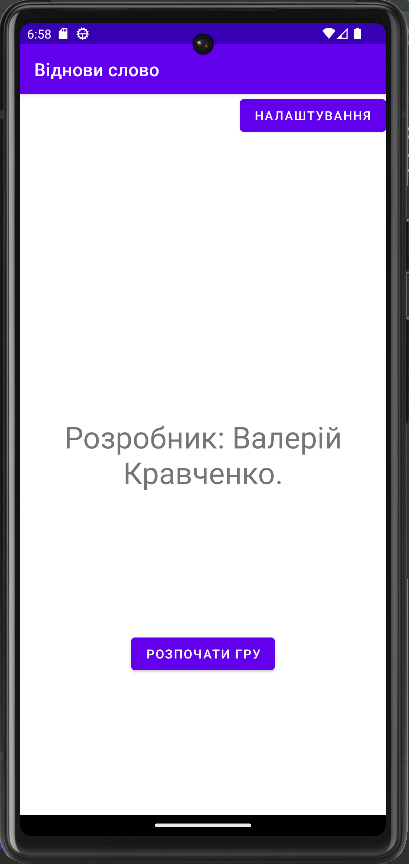 6:58
Віднови слово
НАЛАШТУВАННЯ
Розробник: Валерій
Кравченко.
РОЗПОЧАТИ ГРУ